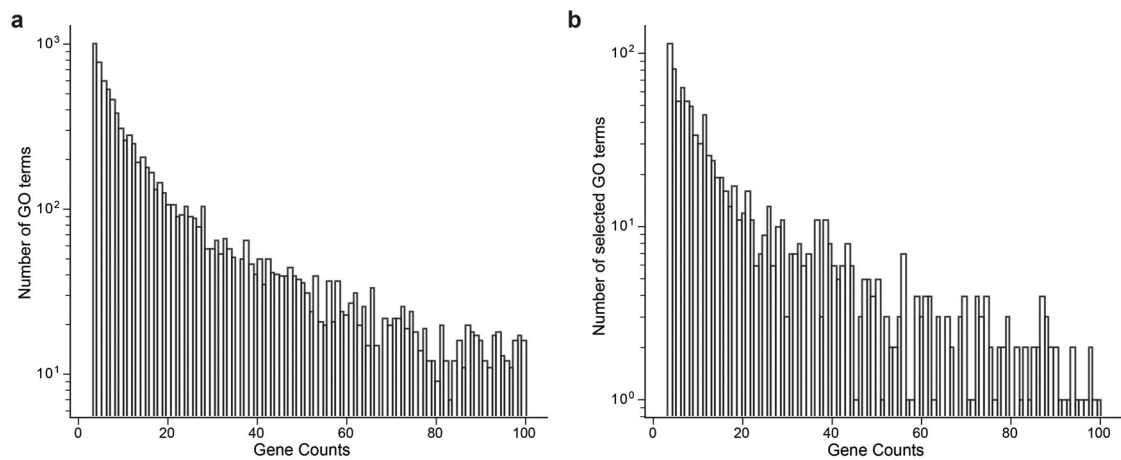 a
10³
10²
10¹
Number of GO terms
0 20 40 60 80 100
Gene Counts
b
10²
10¹
10⁰
Number of selected GO terms
0 20 40 60 80 100
Gene Counts